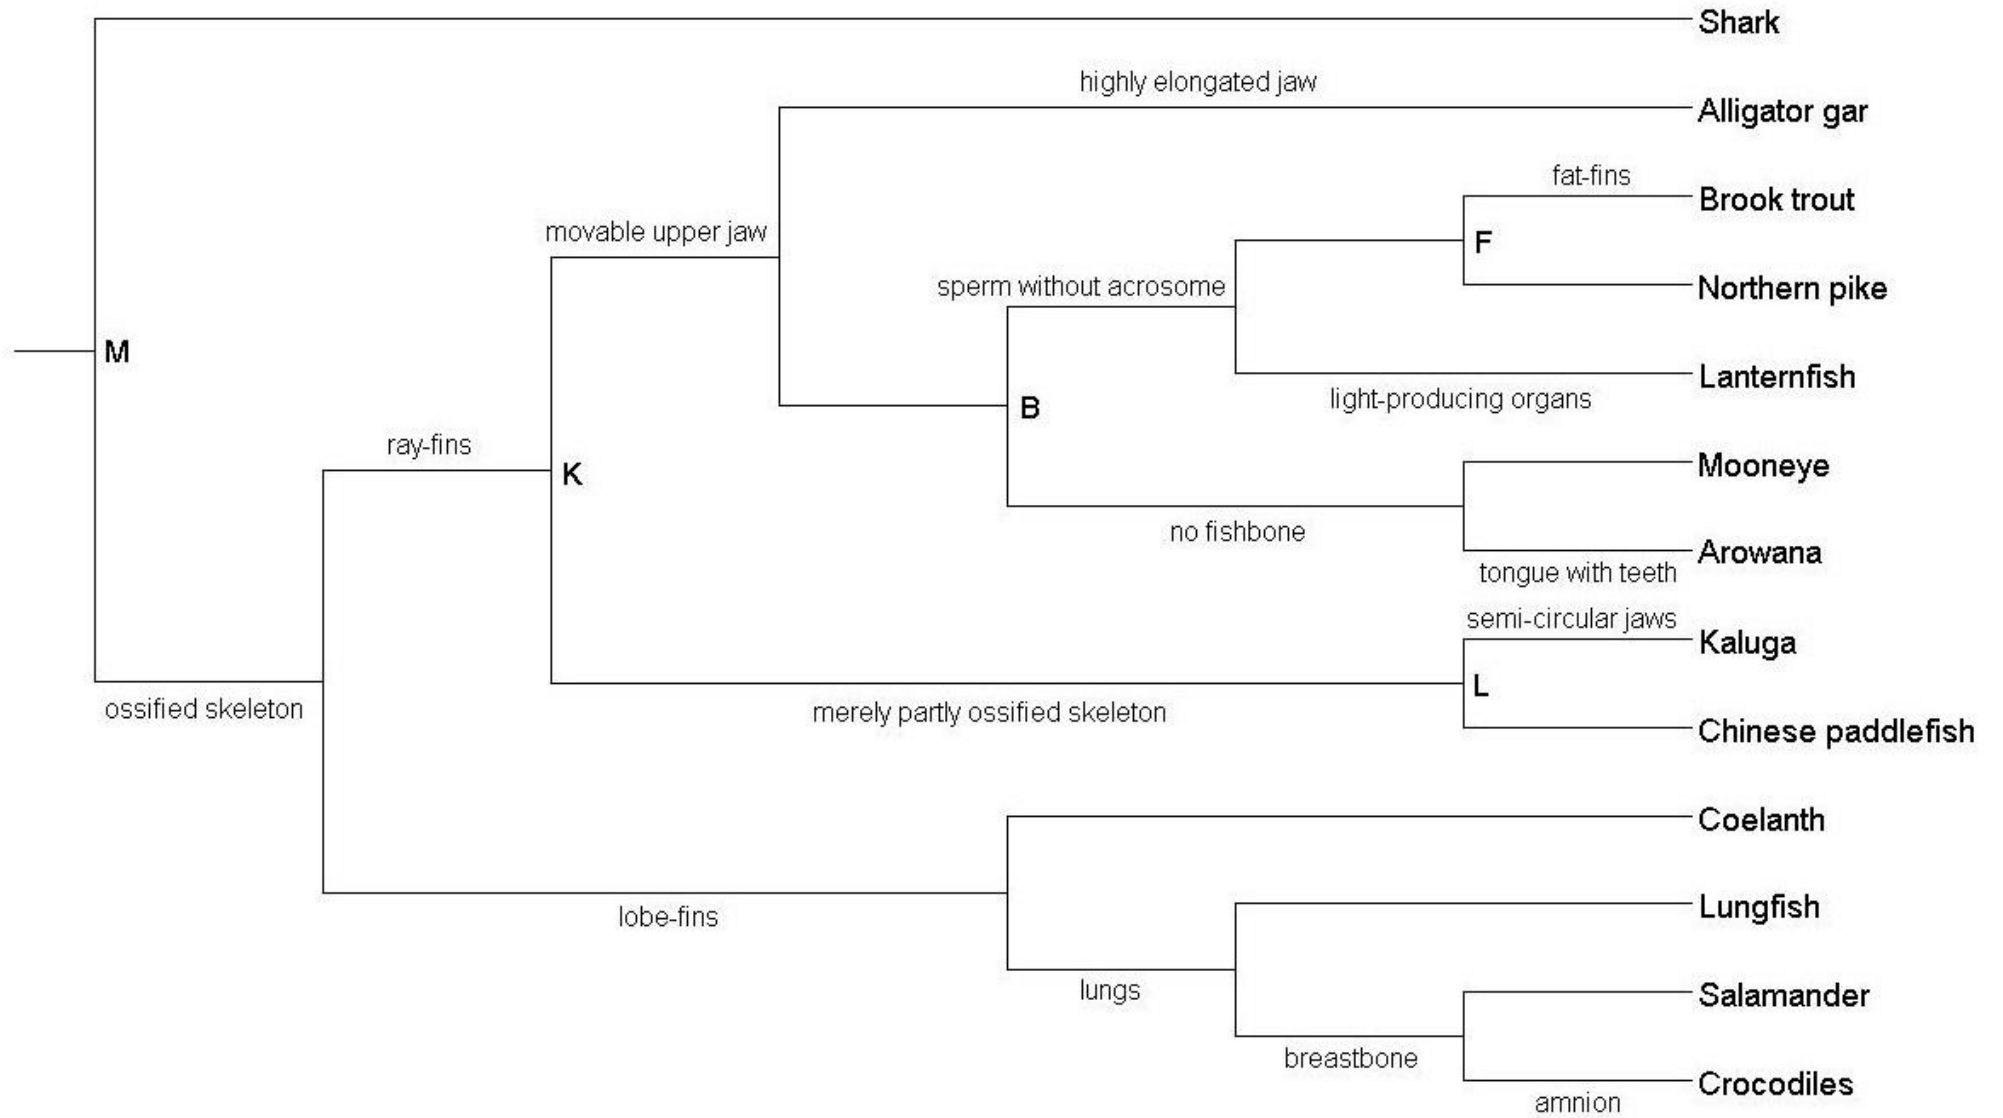 Shark
highly elongated jaw
Alligator gar
fat-fins
Brook trout
movable upper jaw
F
sperm without acrosome
Northern pike
M
Lanternfish
B
light-producing organs
ray-fins
Mooneye
K
no fishbone
Arowana
tongue with teeth
semi-circular jaws
Kaluga
L
ossified skeleton
merely partly ossified skeleton
Chinese paddlefish
Coelanth
lobe-fins
Lungfish
lungs
Salamander
breastbone
Crocodiles
amnion